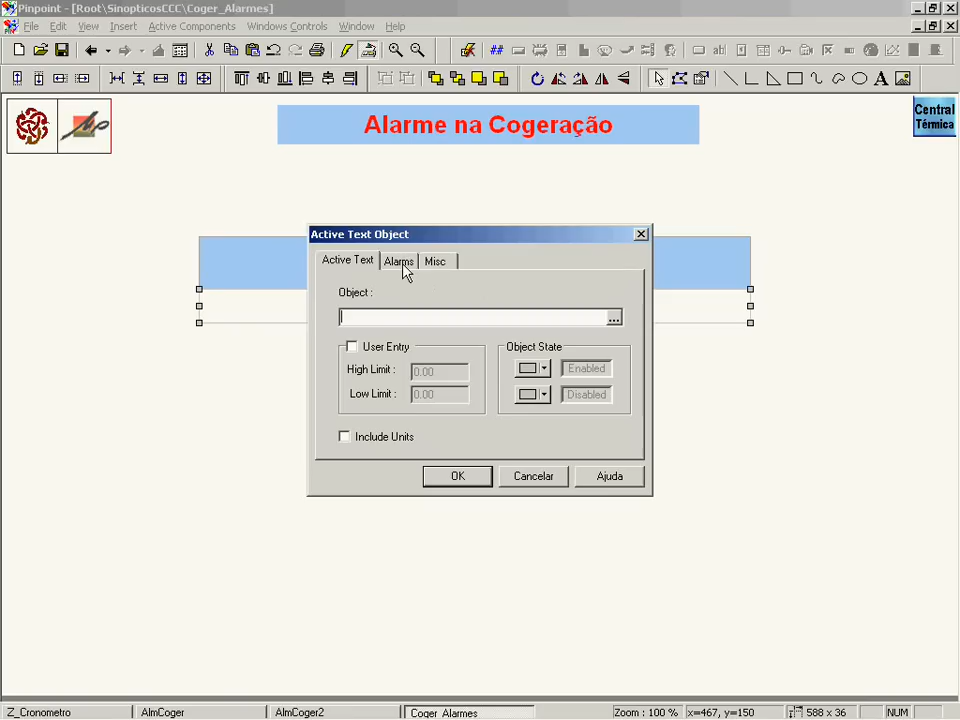 Pinpoint - [Root\SinopticosCCC\Coger_Alarmes]
File Edit View Insert Active Components Windows Controls Window Help
Alarme na Cogeração
Central
Térmica
Active Text Object
Active Text Alarms Misc
Object :
...
User Entry
High Limit : 0.00
Low Limit : 0.00
Object State
Enabled
Disabled
Include Units
OK Cancelar Ajuda
Z_Cronometro AlmCoger AlmCoger2 Coger_Alarmes Zoom : 100 % x=467, y=150 588 x 36 NUM